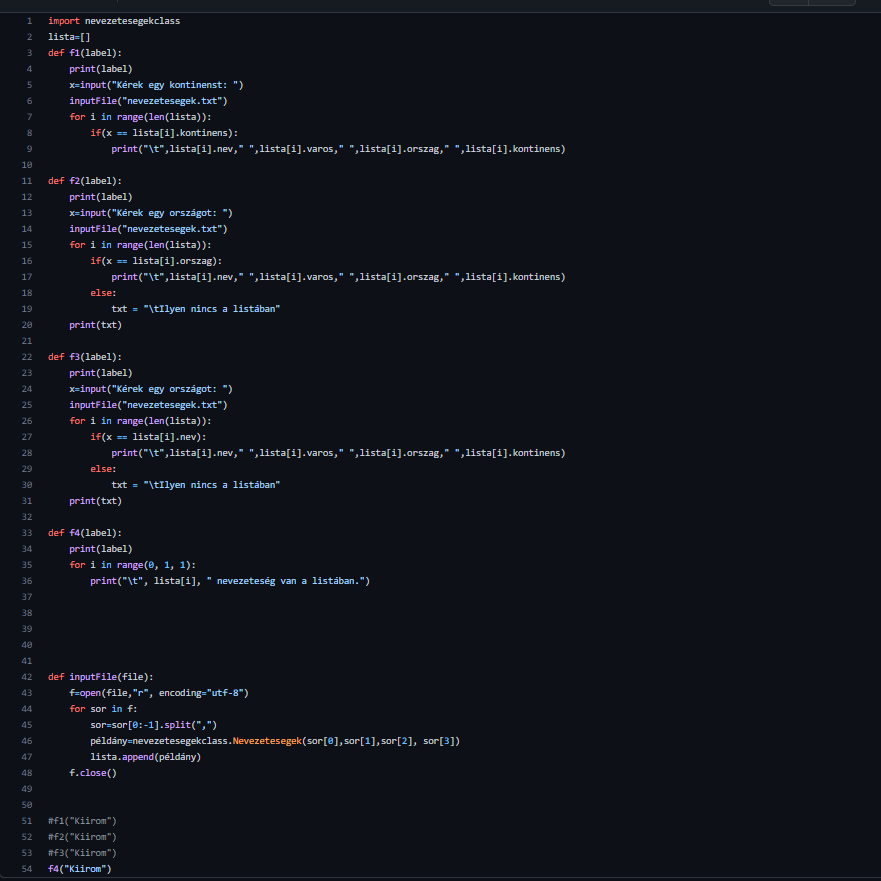 1 import nevezetesegekclass
2 lista=[]
3 def f1(label):
4     print(label)
5     x=input("Kérek egy kontinenst: ")
6     inputFile("nevezetesegek.txt")
7     for i in range(len(lista)):
8         if(x == lista[i].kontinens):
9             print("\t",lista[i].nev," ",lista[i].varos," ",lista[i].orszag," ",lista[i].kontinens)
10
11 def f2(label):
12     print(label)
13     x=input("Kérek egy országot: ")
14     inputFile("nevezetesegek.txt")
15     for i in range(len(lista)):
16         if(x == lista[i].orszag):
17             print("\t",lista[i].nev," ",lista[i].varos," ",lista[i].orszag," ",lista[i].kontinens)
18         else:
19             txt = "\tIlyen nincs a listában"
20     print(txt)
21
22 def f3(label):
23     print(label)
24     x=input("Kérek egy országot: ")
25     inputFile("nevezetesegek.txt")
26     for i in range(len(lista)):
27         if(x == lista[i].nev):
28             print("\t",lista[i].nev," ",lista[i].varos," ",lista[i].orszag," ",lista[i].kontinens)
29         else:
30             txt = "\tIlyen nincs a listában"
31     print(txt)
32
33 def f4(label):
34     print(label)
35     for i in range(0, 1, 1):
36         print("\t", lista[i], " nevezeteség van a listában.")
37
38
39
40
41
42 def inputFile(file):
43     f=open(file,"r", encoding="utf-8")
44     for sor in f:
45         sor=sor[0:-1].split(",")
46         példány=nevezetesegekclass.Nevezetesegek(sor[0],sor[1],sor[2], sor[3])
47         lista.append(példány)
48     f.close()
49
50
51 #f1("Kiirom")
52 #f2("Kiirom")
53 #f3("Kiirom")
54 f4("Kiirom")